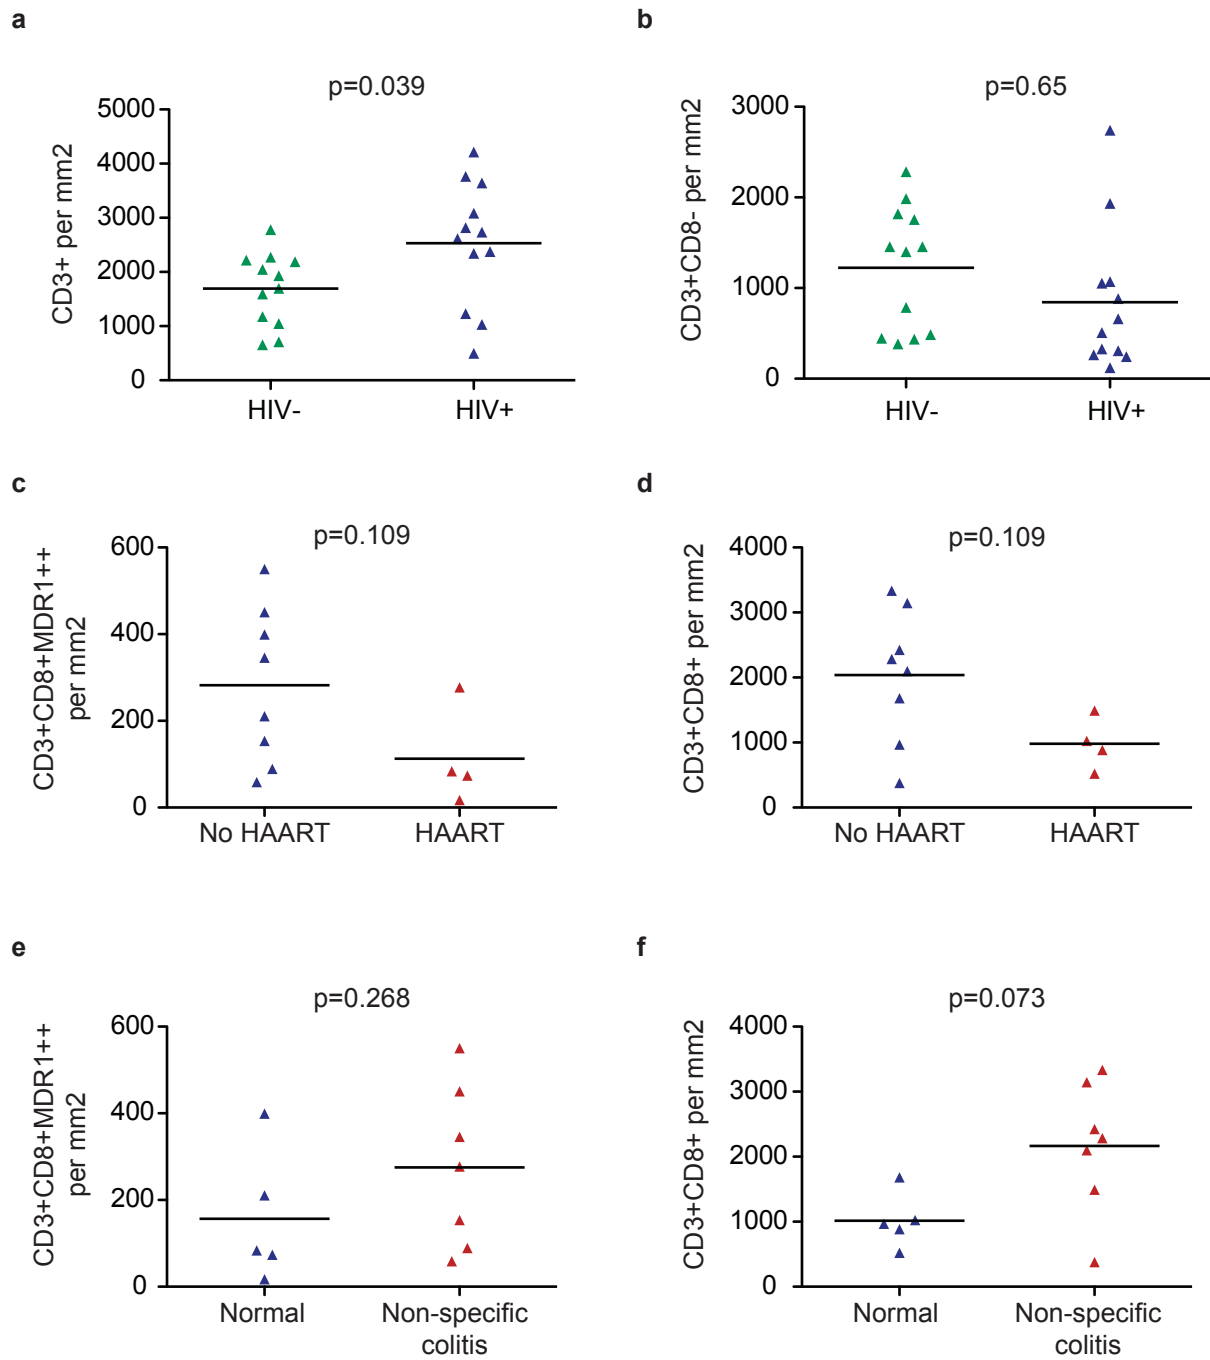 a
p=0.039
CD3+ per mm2
5000
4000
3000
2000
1000
0
HIV-
HIV+
b
p=0.65
CD3+CD8- per mm2
3000
2000
1000
0
HIV-
HIV+
c
p=0.109
CD3+CD8+MDR1++
per mm2
600
400
200
0
No HAART
HAART
d
p=0.109
CD3+CD8+ per mm2
4000
3000
2000
1000
0
No HAART
HAART
e
p=0.268
CD3+CD8+MDR1++
per mm2
600
400
200
0
Normal
Non-specific
colitis
f
p=0.073
CD3+CD8+ per mm2
4000
3000
2000
1000
0
Normal
Non-specific
colitis